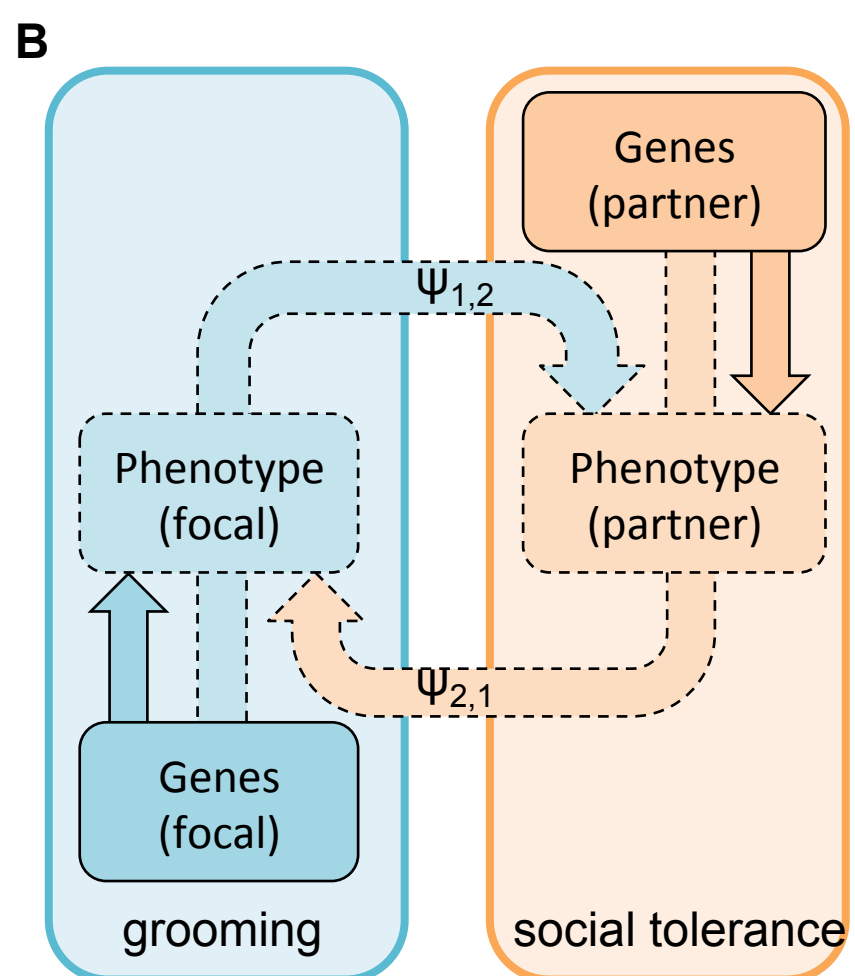 B
Genes
(partner)
Ψ1,2
Phenotype
(focal)
Phenotype
(partner)
Ψ2,1
Genes
(focal)
grooming
social tolerance